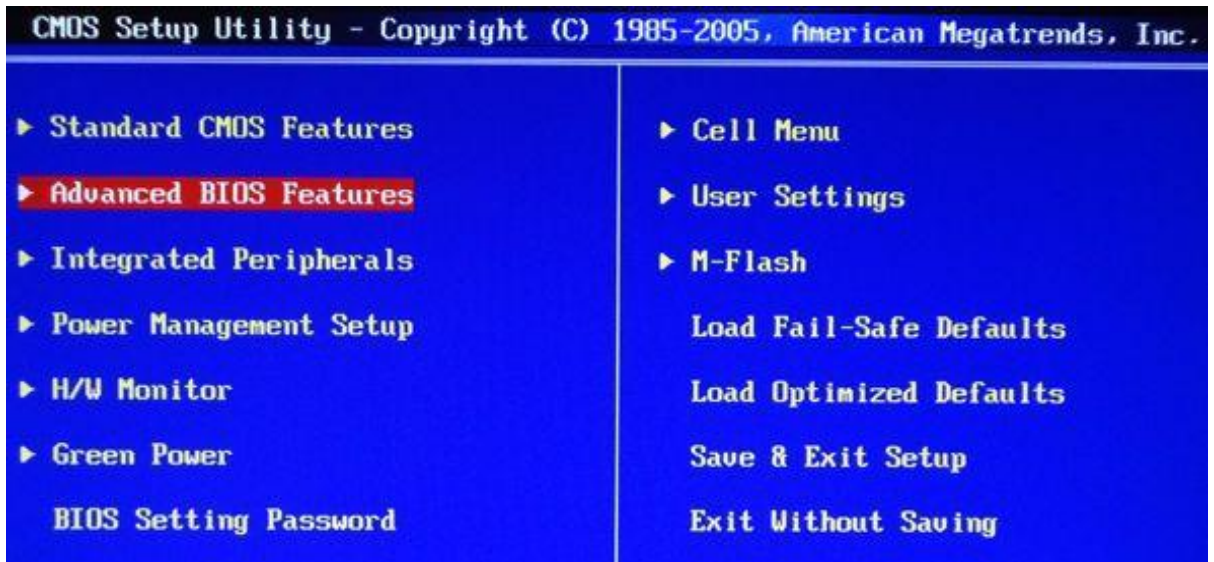 CMOS Setup Utility - Copyright (C) 1985-2005, American Megatrends, Inc.
▶ Standard CMOS Features
▶ Advanced BIOS Features
▶ Integrated Peripherals
▶ Power Management Setup
▶ H/W Monitor
▶ Green Power
BIOS Setting Password
▶ Cell Menu
▶ User Settings
▶ M-Flash
Load Fail-Safe Defaults
Load Optimized Defaults
Save & Exit Setup
Exit Without Saving